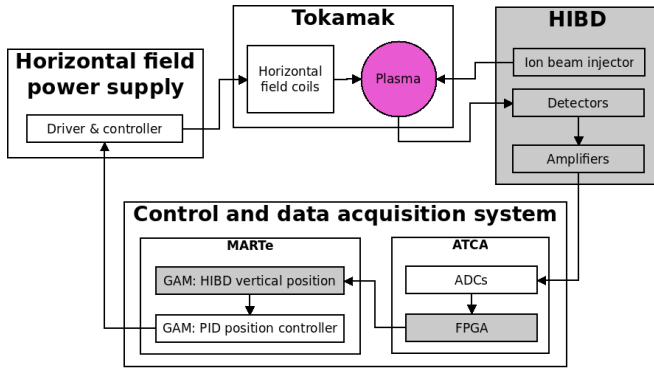 Tokamak
HIBD
Horizontal field
power supply
Horizontal
field coils
Plasma
Ion beam injector
Driver & controller
Detectors
Amplifiers
Control and data acquisition system
MARTe
ATCA
GAM: HIBD vertical position
ADCs
GAM: PID position controller
FPGA